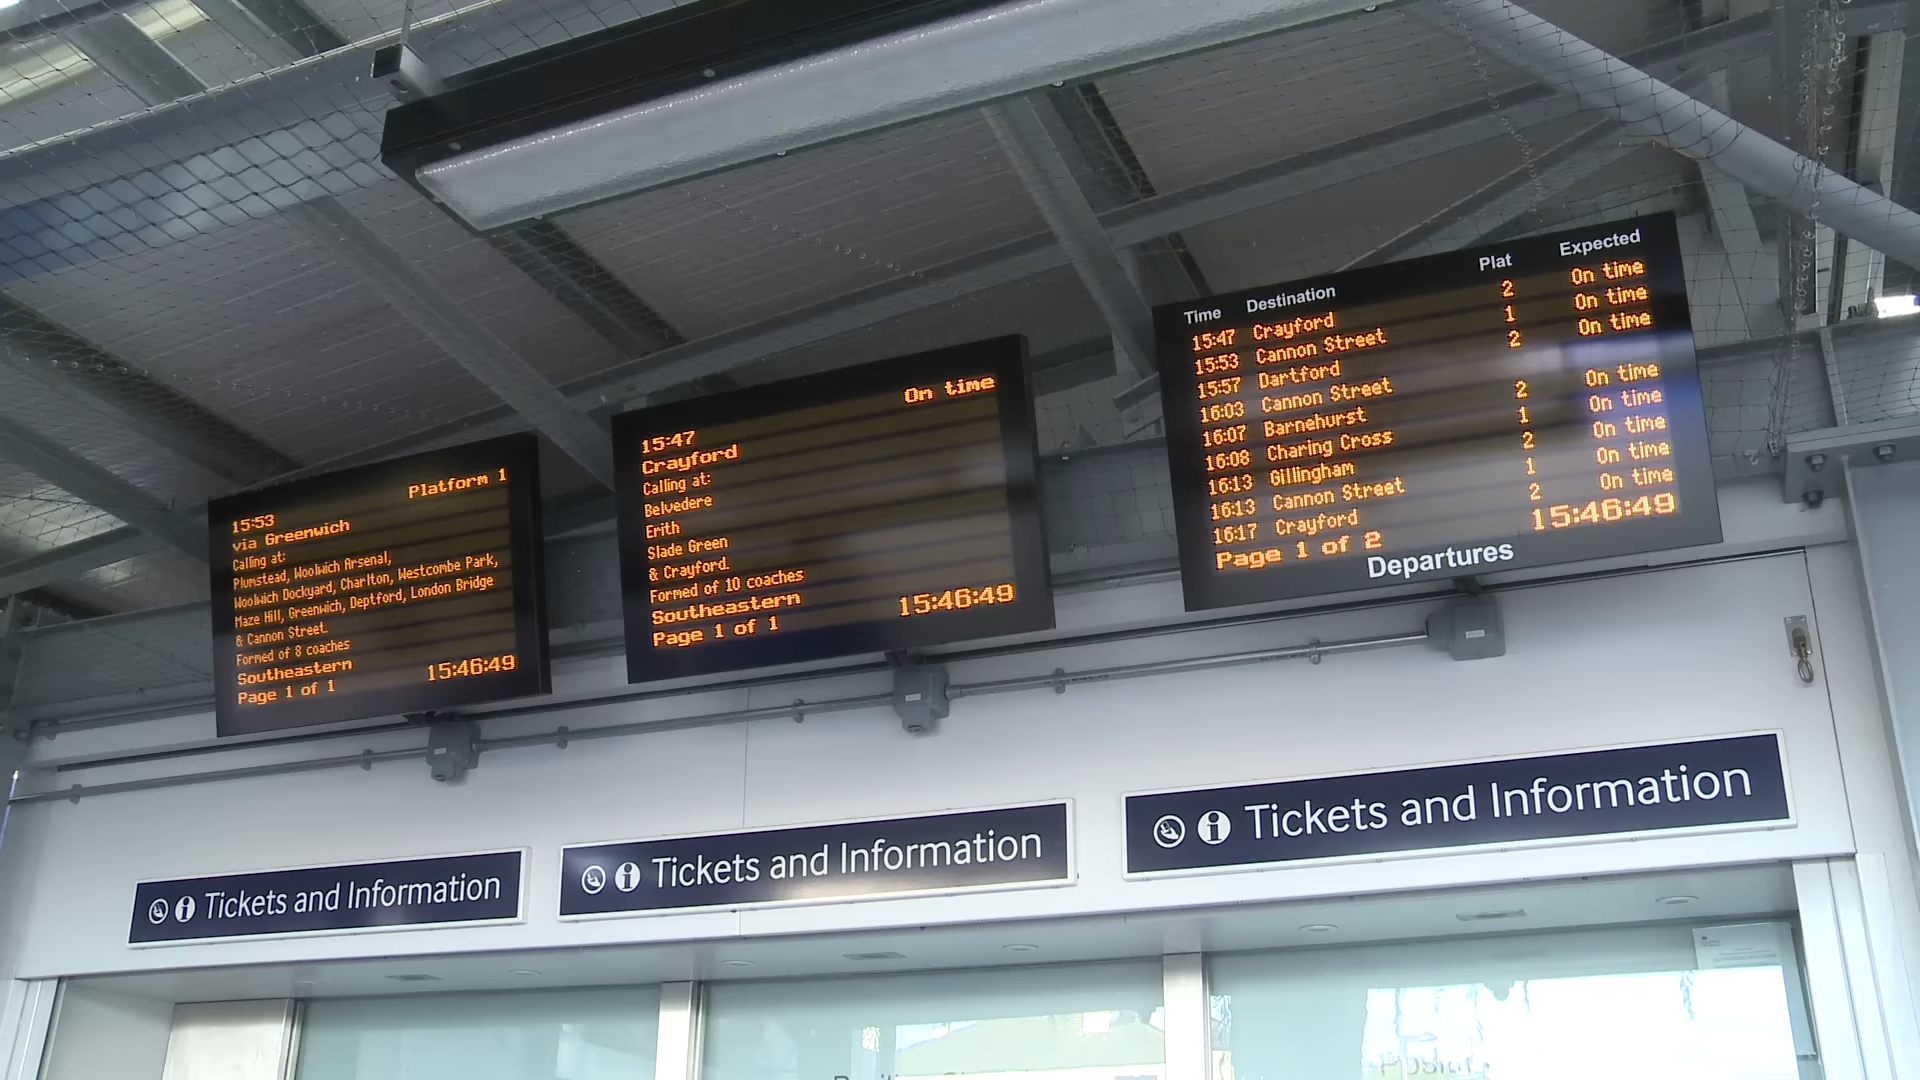 Platform 1
15:53
via Greenwich
Calling at:
Plumstead, Woolwich Arsenal,
Woolwich Dockyard, Charlton, Westcombe Park,
Maze Hill, Greenwich, Deptford, London Bridge
& Cannon Street.
Formed of 8 coaches
Southeastern
Page 1 of 1 15:46:49
On time
15:47
Crayford
Calling at:
Belvedere
Erith
Slade Green
& Crayford.
Formed of 10 coaches
Southeastern
Page 1 of 1 15:46:49
Time Destination Plat Expected
15:47 Crayford 2 On time
15:53 Cannon Street 1 On time
15:57 Dartford 2 On time
16:03 Cannon Street
16:07 Barnehurst 2 On time
16:08 Charing Cross 1 On time
16:13 Gillingham 2 On time
16:13 Cannon Street 1 On time
16:17 Crayford 2 On time
Page 1 of 2 15:46:49
Departures
Tickets and Information
Tickets and Information
Tickets and Information